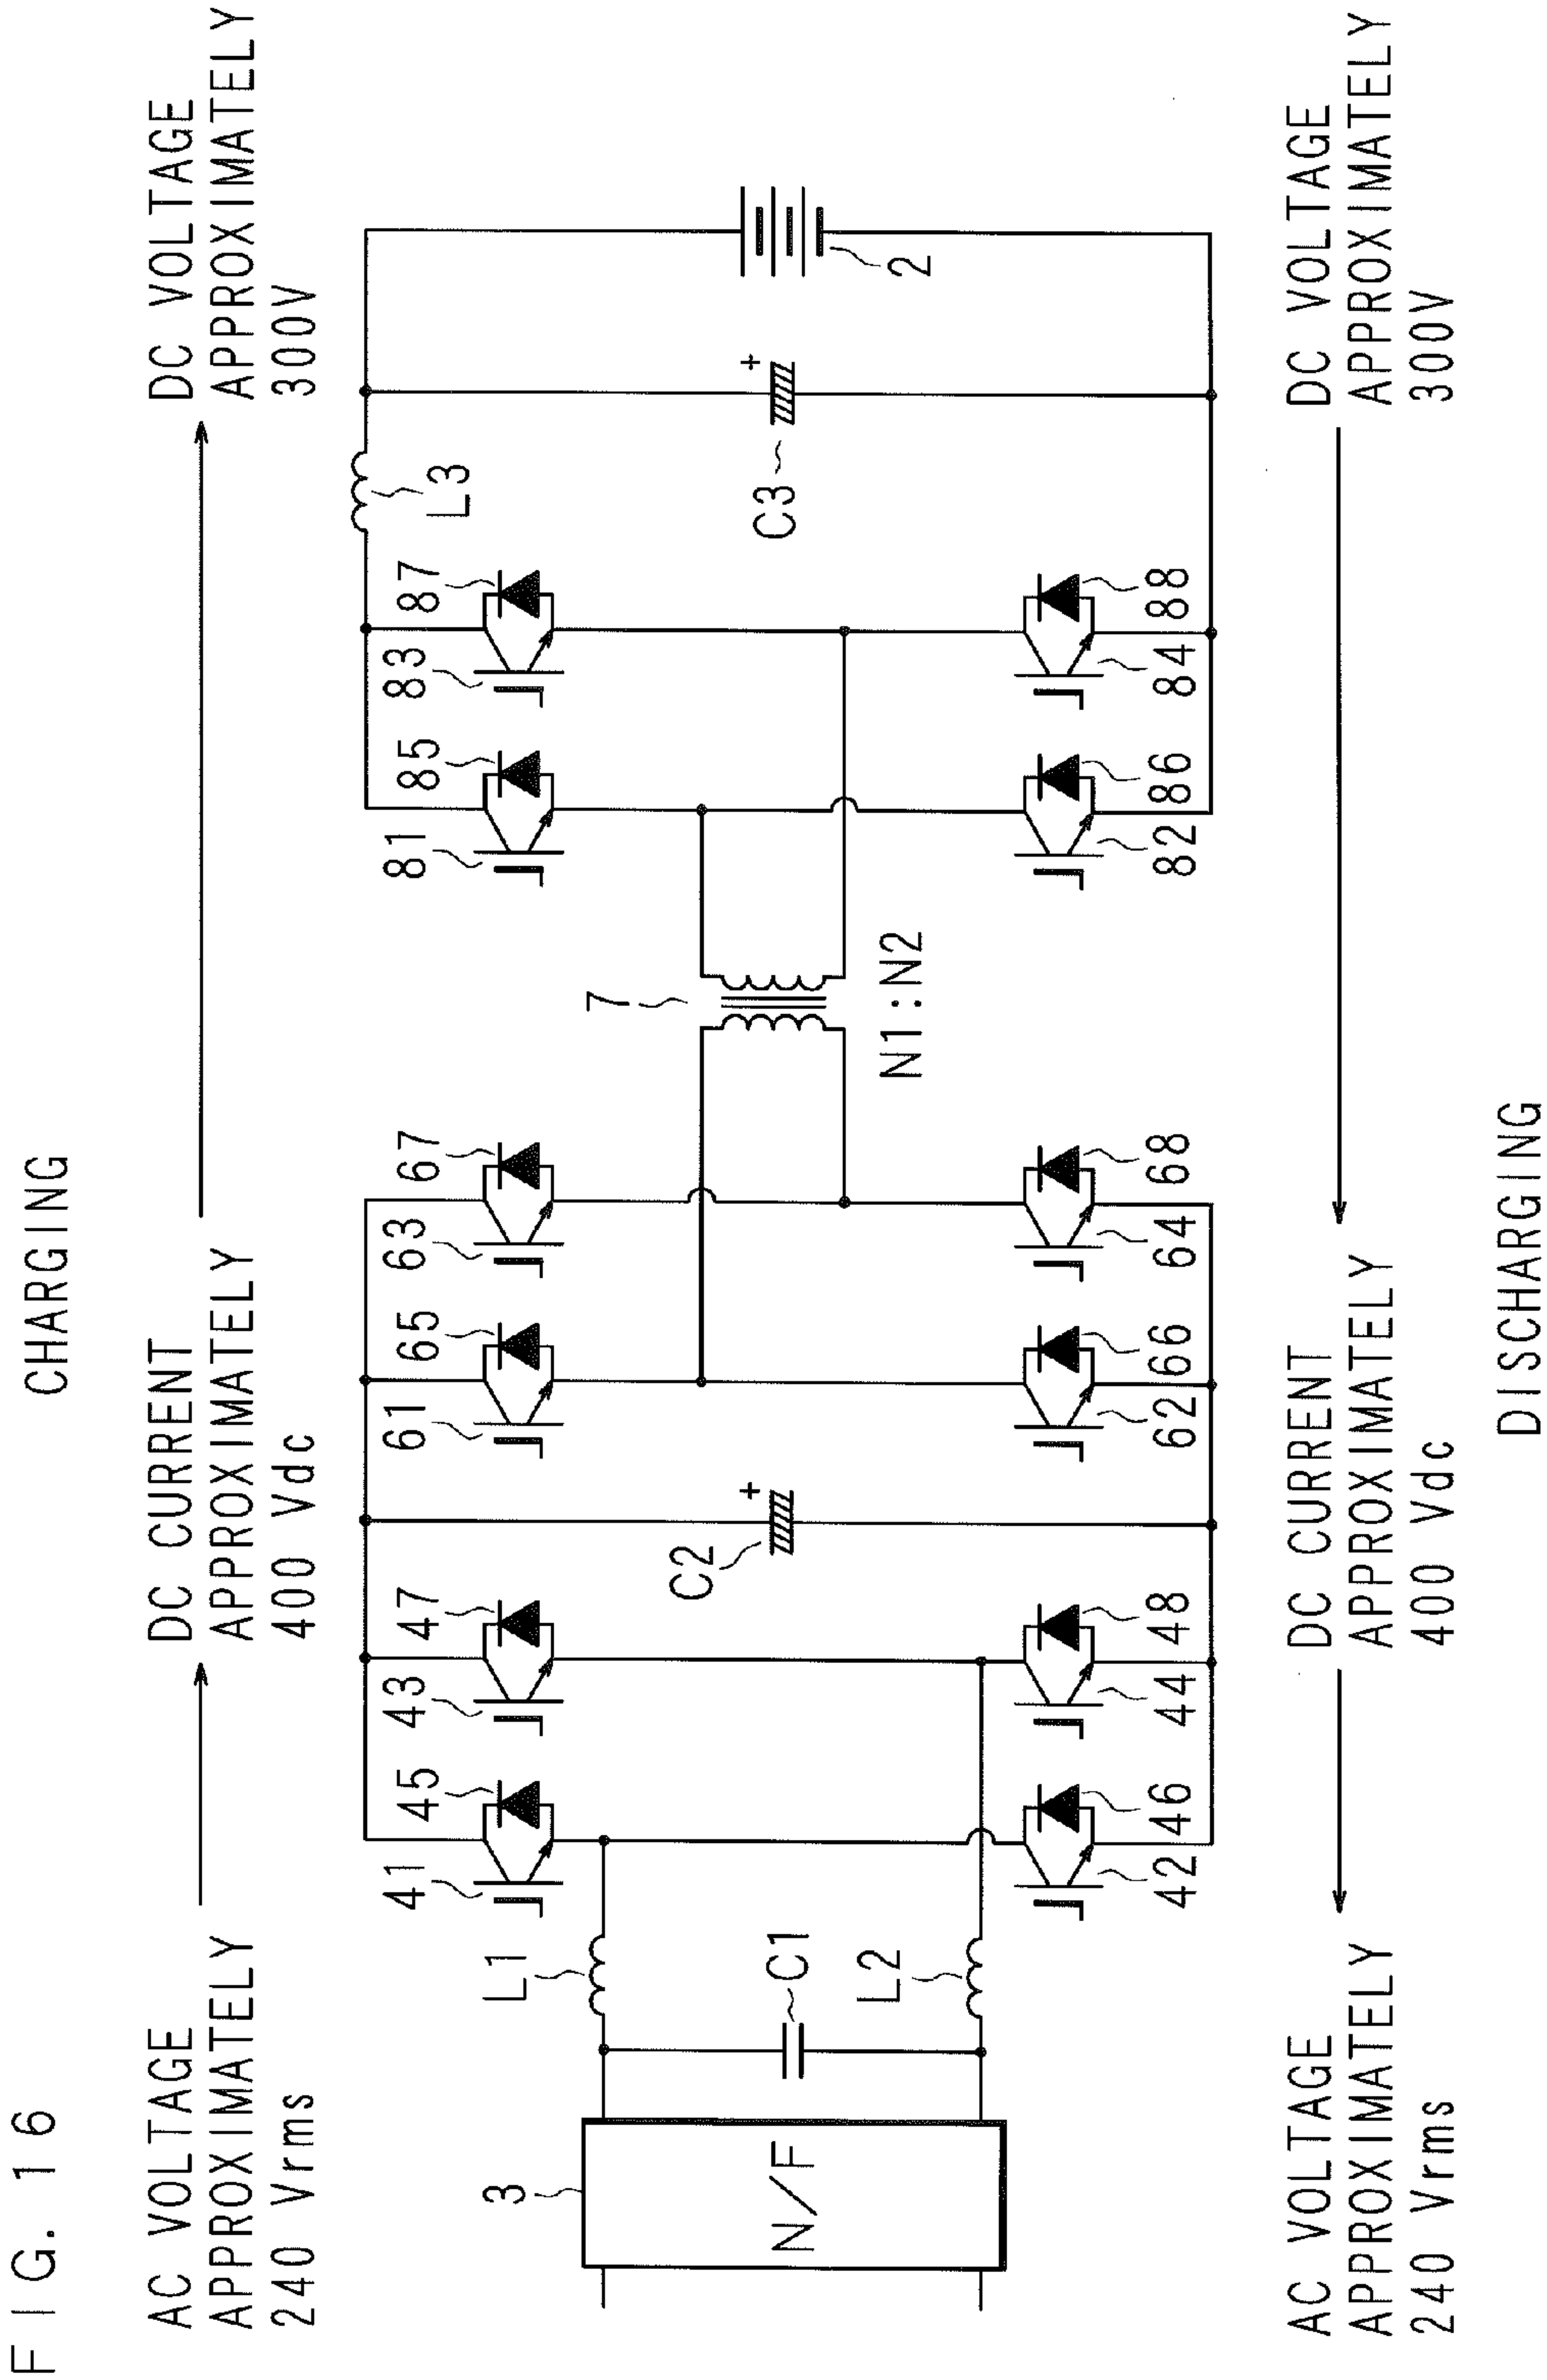 FIG. 16
CHARGING
AC VOLTAGE
APPROXIMATELY
240 Vrms
DC CURRENT
APPROXIMATELY
400 Vdc
DC VOLTAGE
APPROXIMATELY
300V
41
45
43
47
61
65
63
67
81
85
83
87
L3
L1
3
N/F
C1
L2
C2
+
7
N1:N2
C3
+
2
42
46
44
48
62
66
64
68
82
86
84
88
AC VOLTAGE
APPROXIMATELY
240 Vrms
DC CURRENT
APPROXIMATELY
400 Vdc
DC VOLTAGE
APPROXIMATELY
300V
DISCHARGING